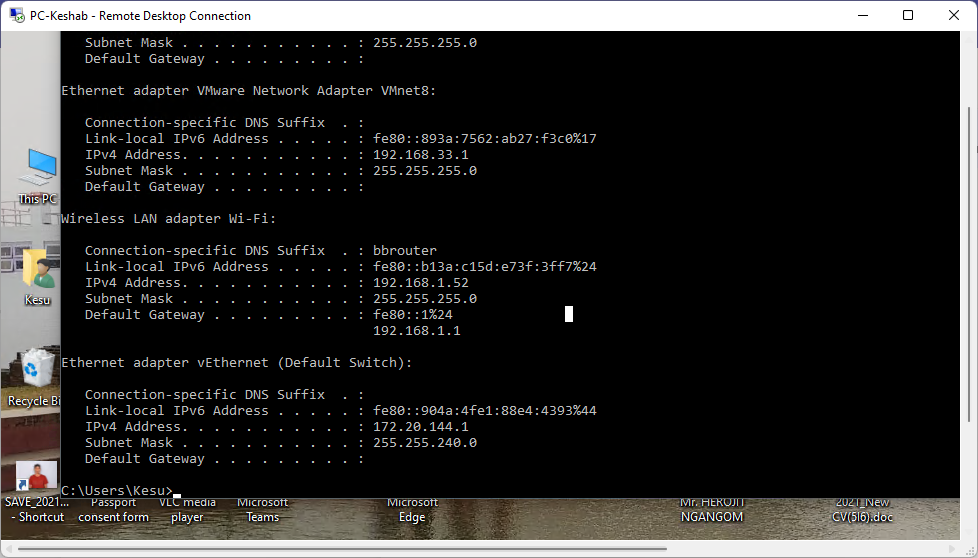 PC-Keshab - Remote Desktop Connection
Subnet Mask . . . . . . . . . . . : 255.255.255.0
Default Gateway . . . . . . . . . :
Ethernet adapter VMware Network Adapter VMnet8:
Connection-specific DNS Suffix  . :
Link-local IPv6 Address . . . . . : fe80::893a:7562:ab27:f3c0%17
IPv4 Address. . . . . . . . . . . : 192.168.33.1
Subnet Mask . . . . . . . . . . . : 255.255.255.0
Default Gateway . . . . . . . . . :
Wireless LAN adapter Wi-Fi:
Connection-specific DNS Suffix  . : bbrouter
Link-local IPv6 Address . . . . . : fe80::b13a:c15d:e73f:3ff7%24
IPv4 Address. . . . . . . . . . . : 192.168.1.52
Subnet Mask . . . . . . . . . . . : 255.255.255.0
Default Gateway . . . . . . . . . : fe80::1%24
192.168.1.1
Ethernet adapter vEthernet (Default Switch):
Connection-specific DNS Suffix  . :
Link-local IPv6 Address . . . . . : fe80::904a:4fe1:88e4:4393%44
IPv4 Address. . . . . . . . . . . : 172.20.144.1
Subnet Mask . . . . . . . . . . . : 255.255.240.0
Default Gateway . . . . . . . . . :
C:\Users\Kesu>
This PC
Kesu
Recycle Bi
SAVE_2021...
- Shortcut
Passport
consent form
VLC media
player
Microsoft
Teams
Microsoft
Edge
Mr. HEROJIT
NGANGOM
2021_New
CV(5l6).doc